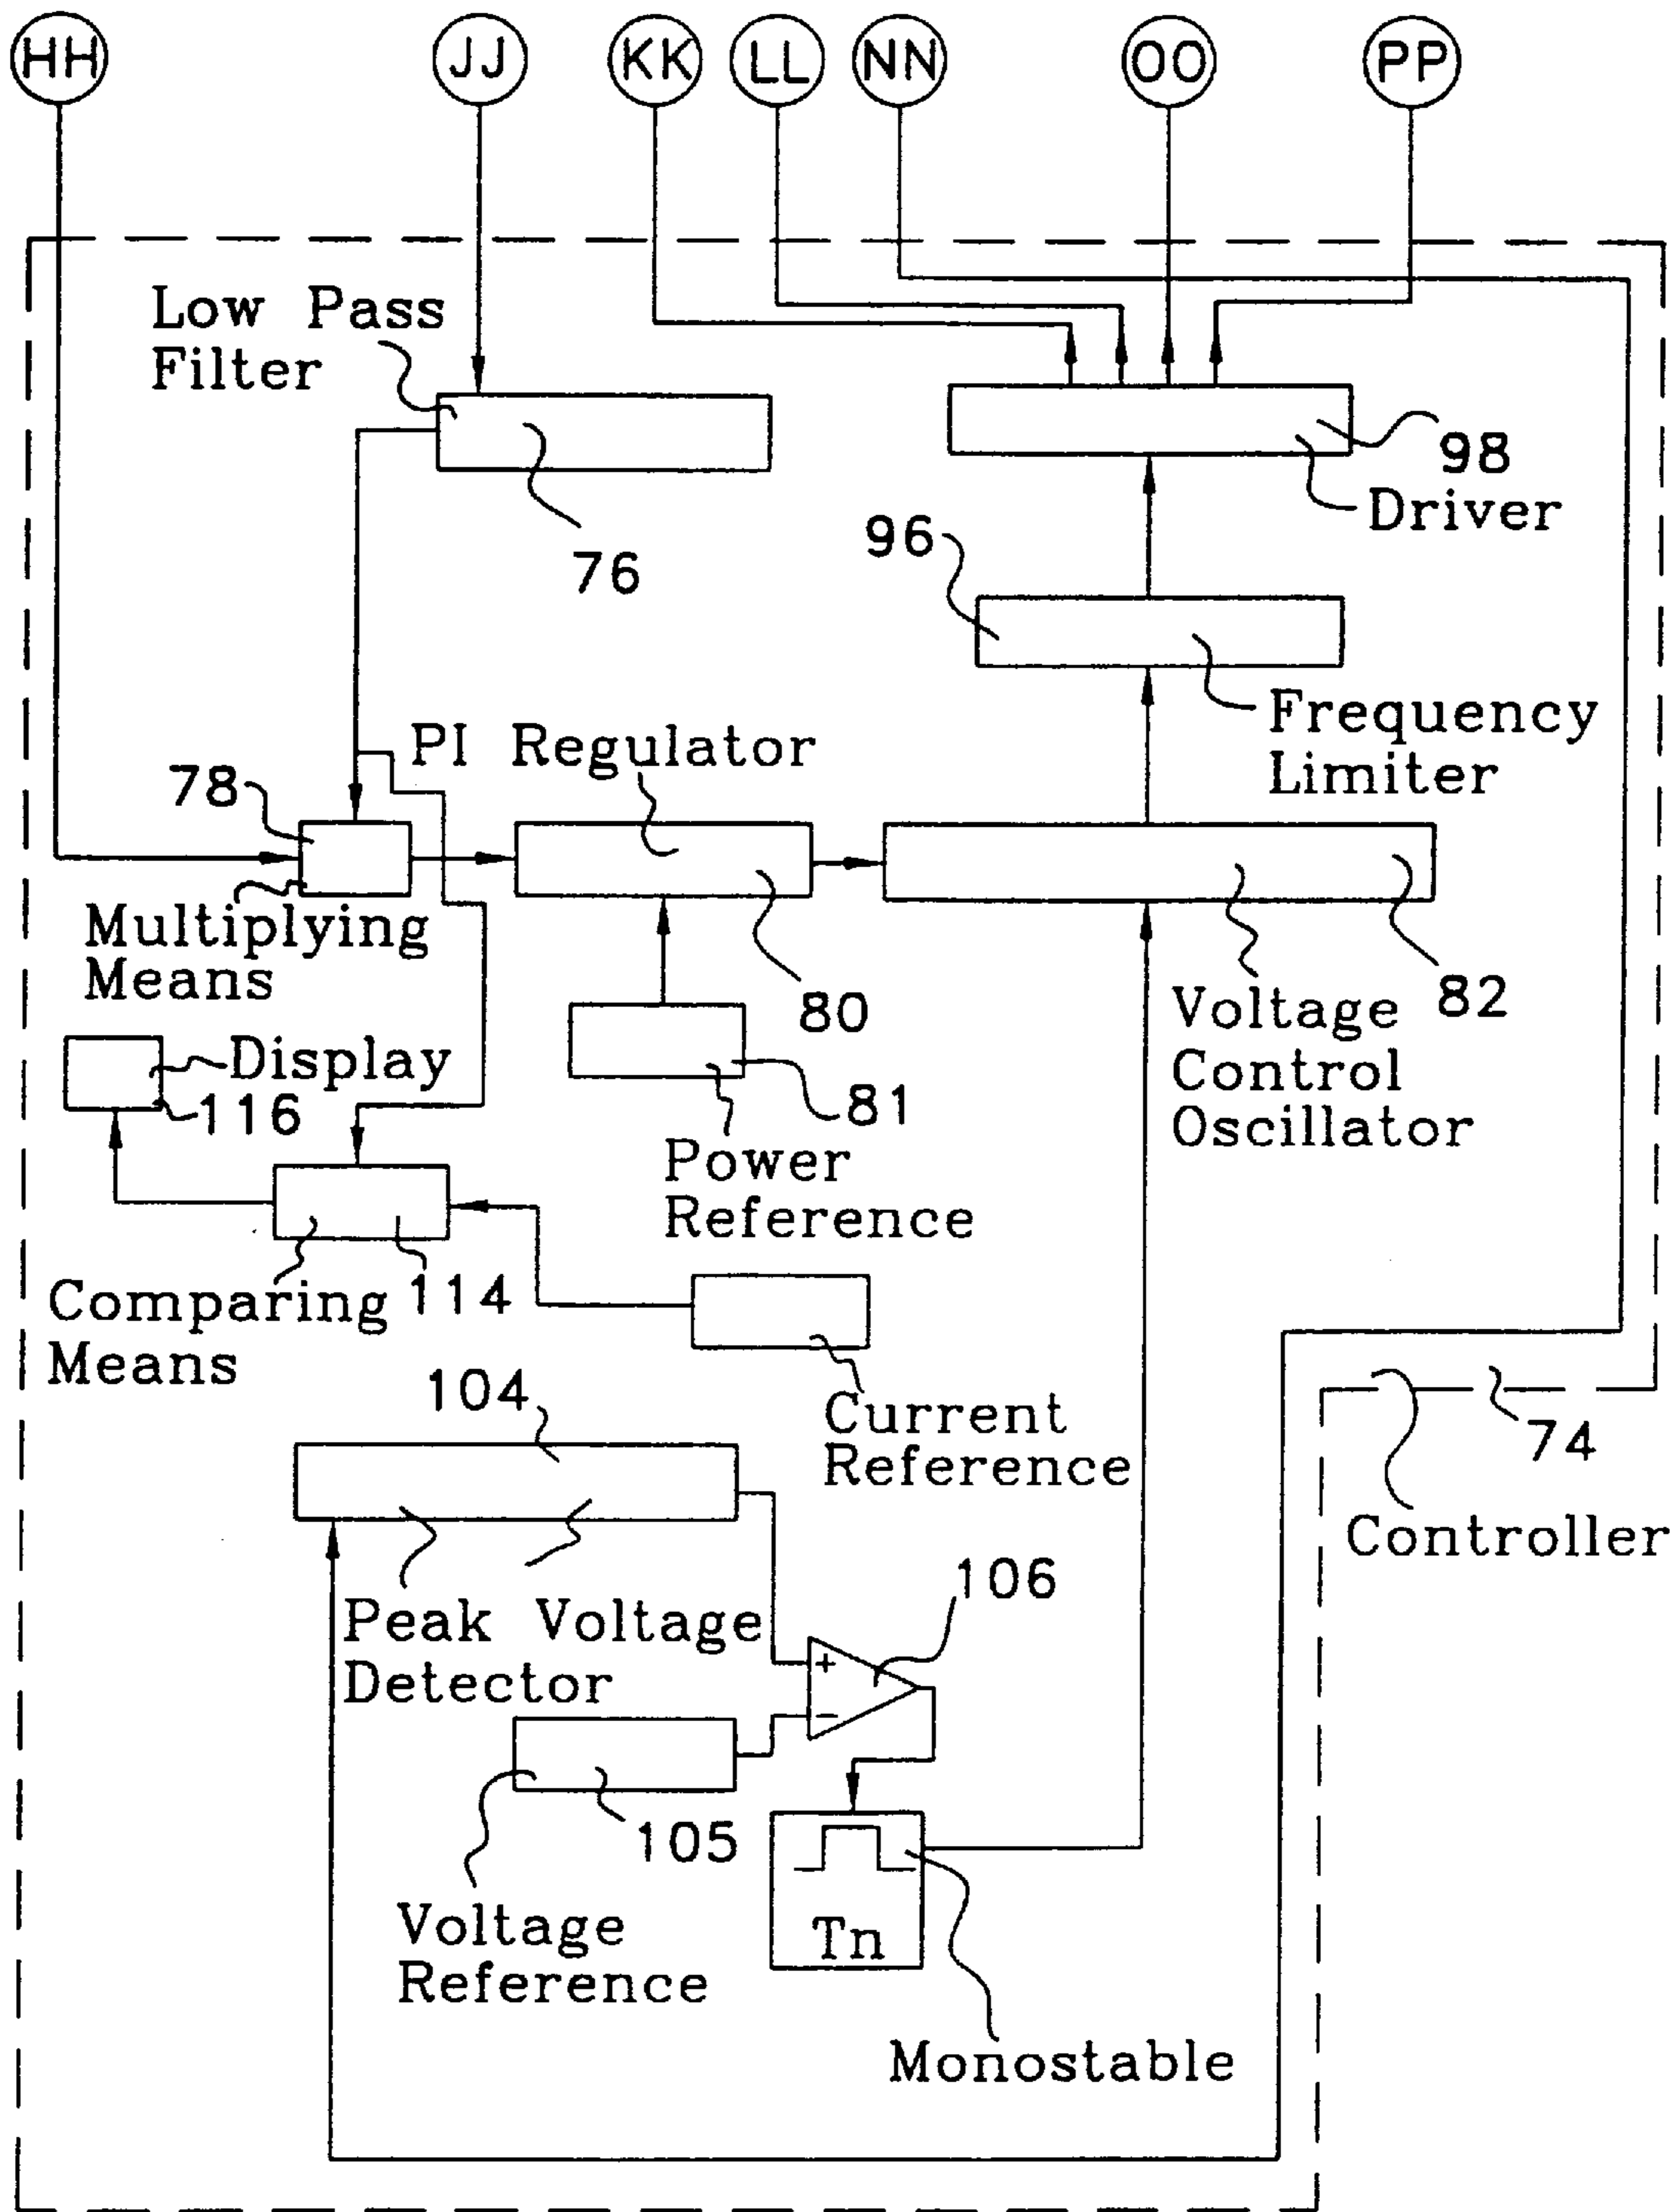 HH JJ KK LL NN OO PP
Low Pass
Filter
76
98
Driver
96
Frequency
Limiter
PI Regulator
78
Multiplying
Means
80
82
Voltage
Control
Oscillator
Display
116
81
Power
Reference
Comparing
Means
114
Current
Reference
74
Controller
104
Peak Voltage
Detector
106
+
−
105
Voltage
Reference
Tn
Monostable